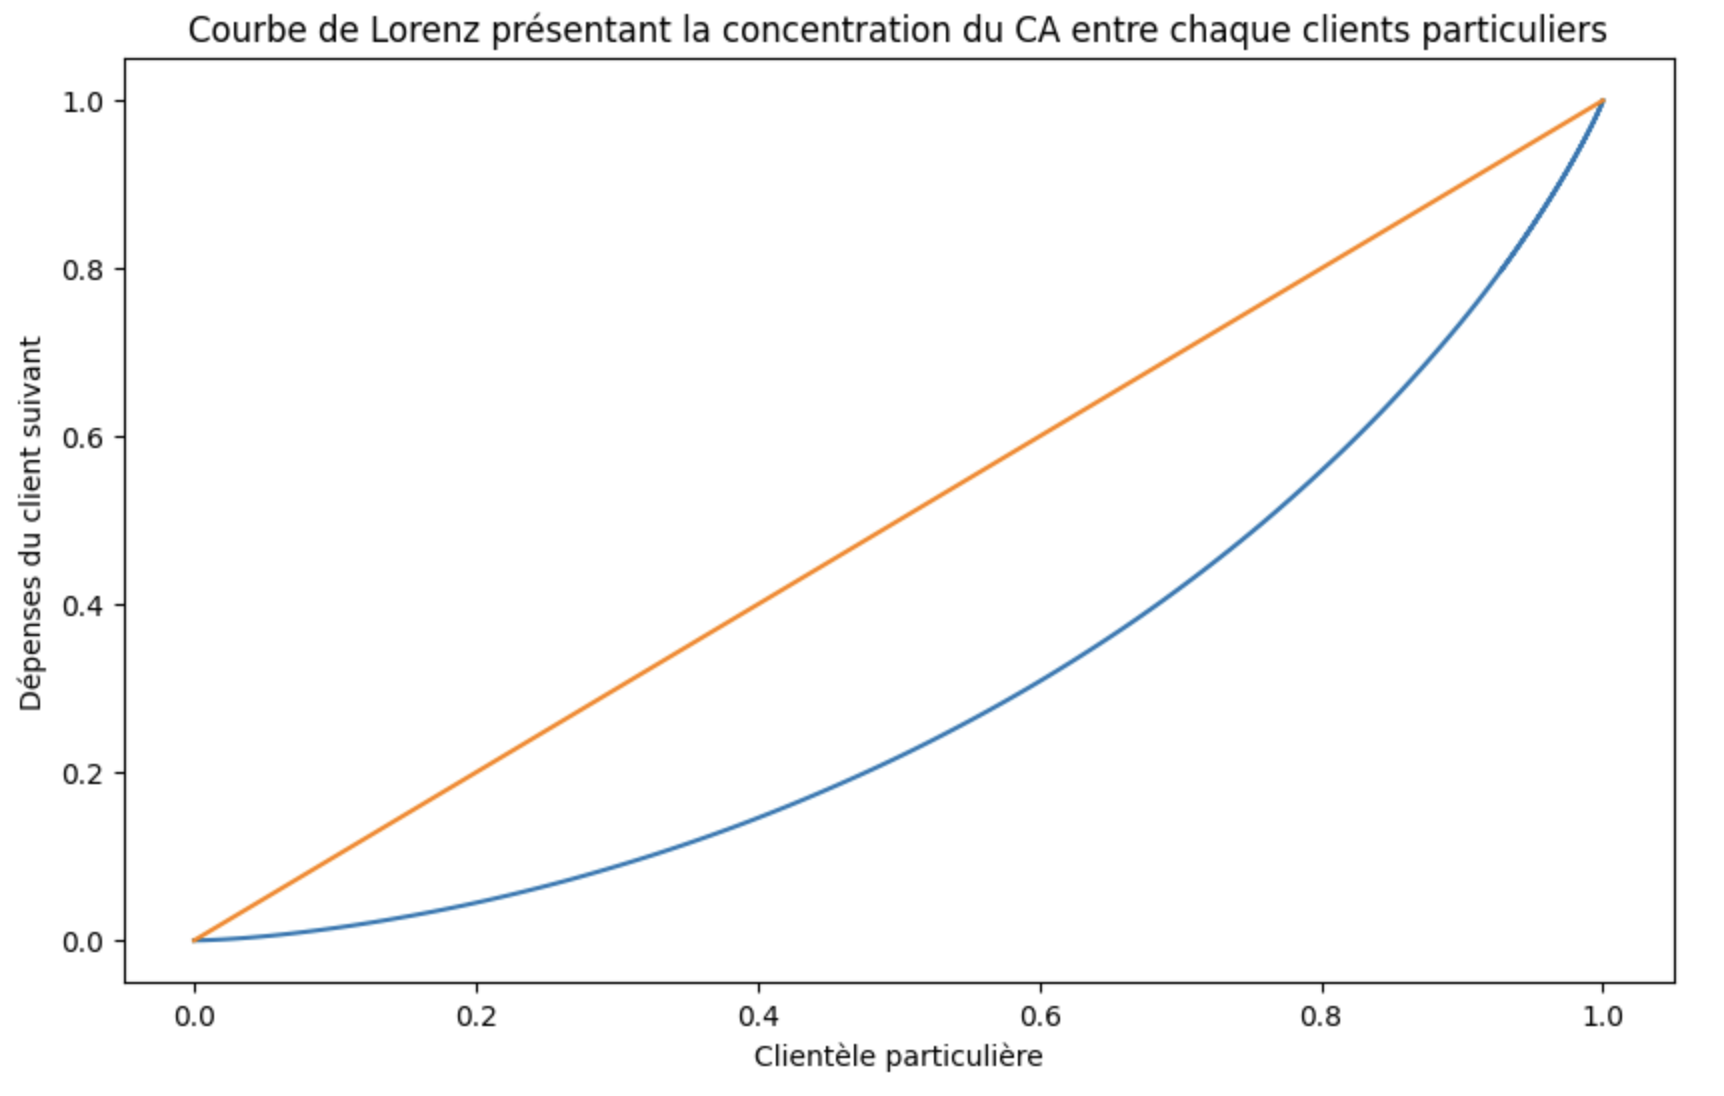 Courbe de Lorenz présentant la concentration du CA entre chaque clients particuliers
Dépenses du client suivant
1.0
0.8
0.6
0.4
0.2
0.0
0.0 0.2 0.4 0.6 0.8 1.0
Clientèle particulière